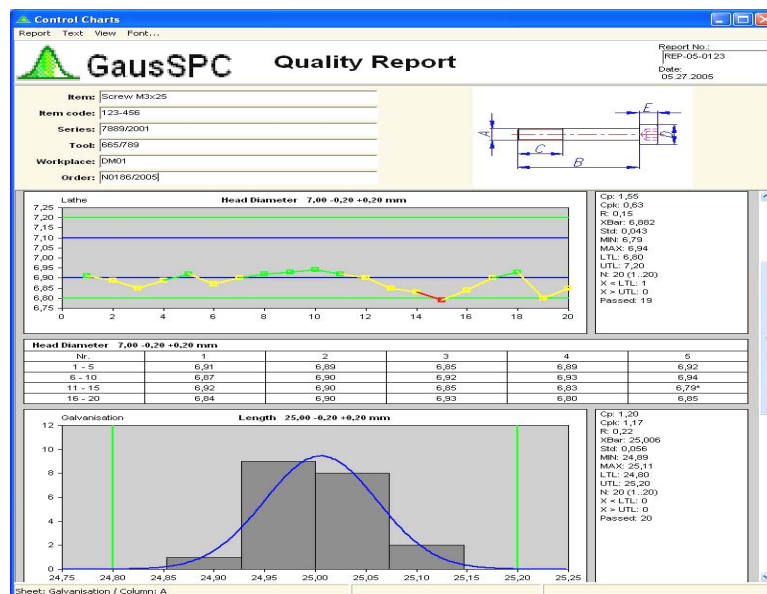 Control Charts
Report Text View Font...
GausSPC
Quality Report
Report No.:
REP-05-0123
Date:
05.27.2005
Item: Screw M3x25
Item code: 123-456
Series: 7889/2001
Tool: 665/789
Workplace: DM01
Order: N0186/2005
A
C
B
E
D
Lathe
Head Diameter 7,00 -0,20 +0,20 mm
7,25
7,20
7,15
7,10
7,05
7,00
6,95
6,90
6,85
6,80
6,75
0 2 4 6 8 10 12 14 16 18 20
Cp: 1,55
Cpk: 0,63
R: 0,15
XBar: 6,882
Std: 0,043
MIN: 6,79
MAX: 6,94
LTL: 6,80
UTL: 7,20
N: 20 (1..20)
X < LTL: 1
X > UTL: 0
Passed: 19
Head Diameter 7,00 -0,20 +0,20 mm
Nr. 1 2 3 4 5
1 - 5 6,91 6,89 6,85 6,89 6,92
6 - 10 6,87 6,90 6,92 6,93 6,94
11 - 15 6,92 6,90 6,85 6,83 6,79*
16 - 20 6,84 6,90 6,93 6,80 6,85
Galvanisation
Length 25,00 -0,20 +0,20 mm
12
10
8
6
4
2
0
24,75 24,80 24,85 24,90 24,95 25,00 25,05 25,10 25,15 25,20 25,25
Cp: 1,20
Cpk: 1,17
R: 0,22
XBar: 25,006
Std: 0,056
MIN: 24,89
MAX: 25,11
LTL: 24,80
UTL: 25,20
N: 20 (1..20)
X < LTL: 0
X > UTL: 0
Passed: 20
Sheet: Galvanisation / Column: A